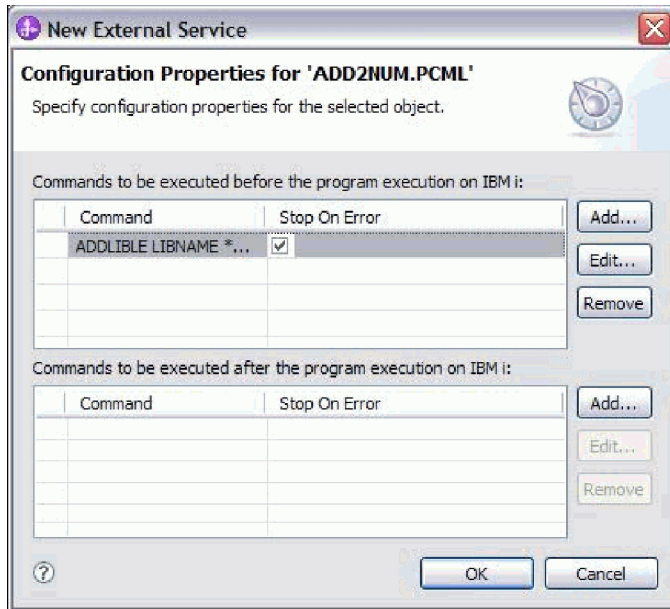 New External Service
Configuration Properties for 'ADD2NUM.PCML'
Specify configuration properties for the selected object.
Commands to be executed before the program execution on IBM i:
Command Stop On Error
ADDLIBLE LIBNAME *...
Add...
Edit...
Remove
Commands to be executed after the program execution on IBM i:
Command Stop On Error
Add...
Edit...
Remove
?
OK Cancel